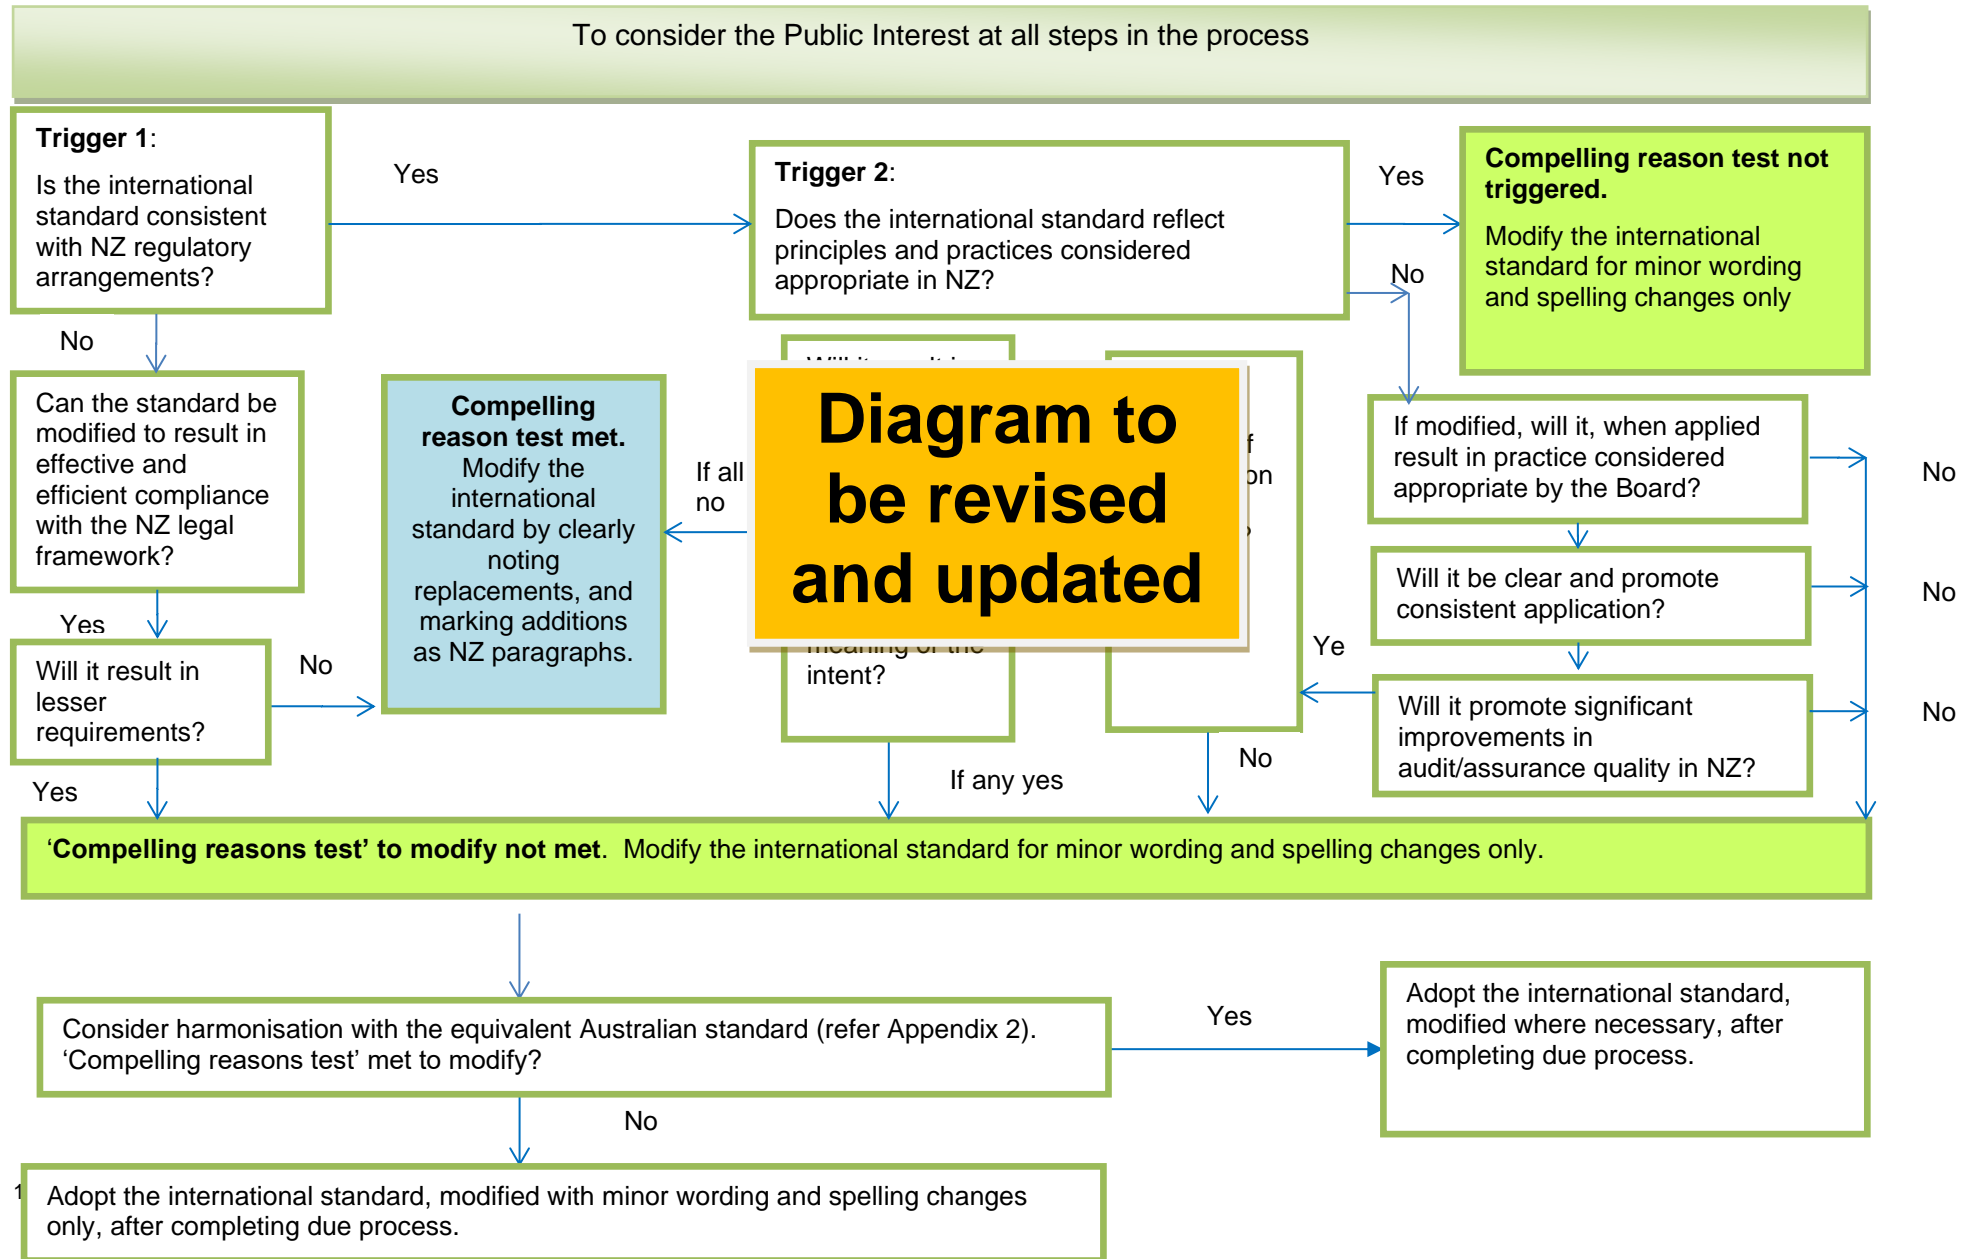 To consider the Public Interest at all steps in the process
Trigger 1:
Is the international
standard consistent
with NZ regulatory
arrangements?
Yes
Trigger 2:
Does the international standard reflect
principles and practices considered
appropriate in NZ?
Yes
No
Compelling reason test not
triggered.
Modify the international
standard for minor wording
and spelling changes only
No
Can the standard be
modified to result in
effective and
efficient compliance
with the NZ legal
framework?
Yes
Will it result in
lesser
requirements?
No
Yes
Compelling
reason test met.
Modify the
international
standard by clearly
noting
replacements, and
marking additions
as NZ paragraphs.
If all
no
Diagram to
be revised
and updated
intent?
If any yes
No
Ye
If modified, will it, when applied
result in practice considered
appropriate by the Board?
No
Will it be clear and promote
consistent application?
No
Will it promote significant
improvements in
audit/assurance quality in NZ?
No
‘Compelling reasons test’ to modify not met.  Modify the international standard for minor wording and spelling changes only.
Consider harmonisation with the equivalent Australian standard (refer Appendix 2).
‘Compelling reasons test’ met to modify?
Yes
Adopt the international standard,
modified where necessary, after
completing due process.
No
1
Adopt the international standard, modified with minor wording and spelling changes
only, after completing due process.